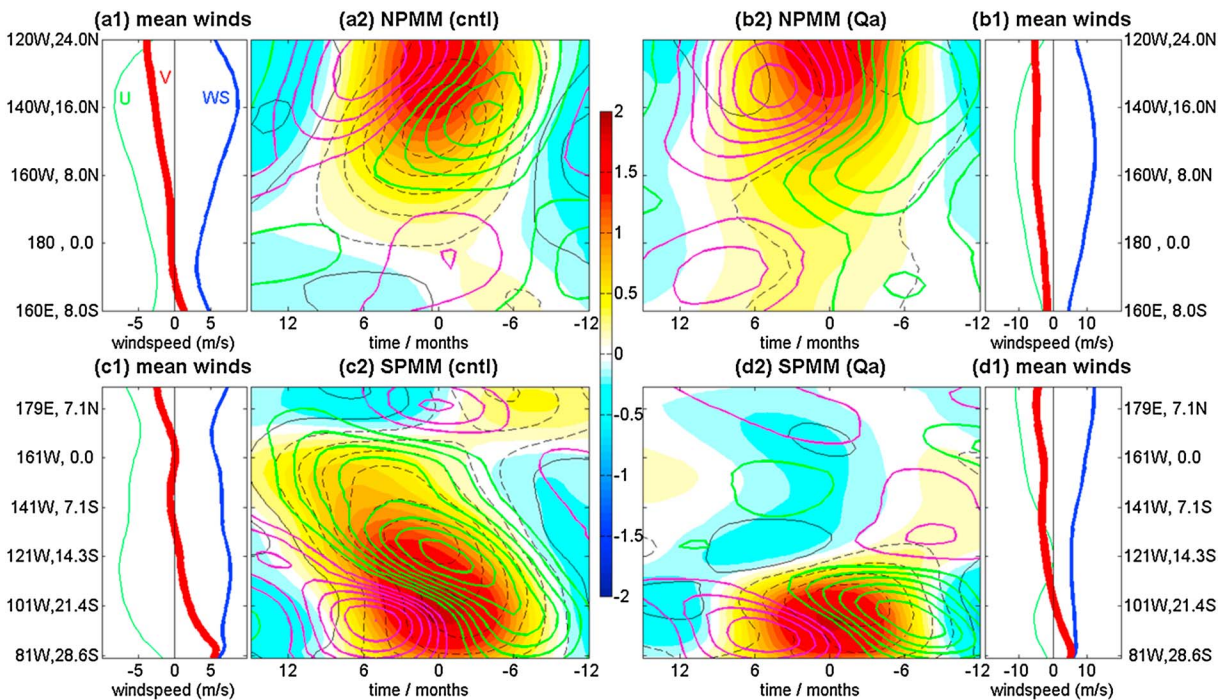 (a1) mean winds (a2) NPMM (cntl) (b2) NPMM (Qa) (b1) mean winds
120W,24.0N 120W,24.0N
V
U WS
140W,16.0N 2 140W,16.0N
1.5 1.5
160W, 8.0N 160W, 8.0N
1
180 , 0.0 180 , 0.0
0.5
160E, 8.0S 160E, 8.0S
-5 0 5 12 6 0 -6 -12 12 6 0 -6 -12 -10 0 10
windspeed (m/s) time / months time / months windspeed (m/s)
0
(c1) mean winds (c2) SPMM (cntl) (d2) SPMM (Qa) (d1) mean winds
179E, 7.1N -0.5 179E, 7.1N
161W, 0.0 -1 161W, 0.0
141W, 7.1S -1.5 141W, 7.1S
121W,14.3S 121W,14.3S
101W,21.4S -2 101W,21.4S
81W,28.6S 81W,28.6S
-5 0 5 12 6 0 -6 -12 12 6 0 -6 -12 -10 0 10
windspeed (m/s) time / months time / months windspeed (m/s)